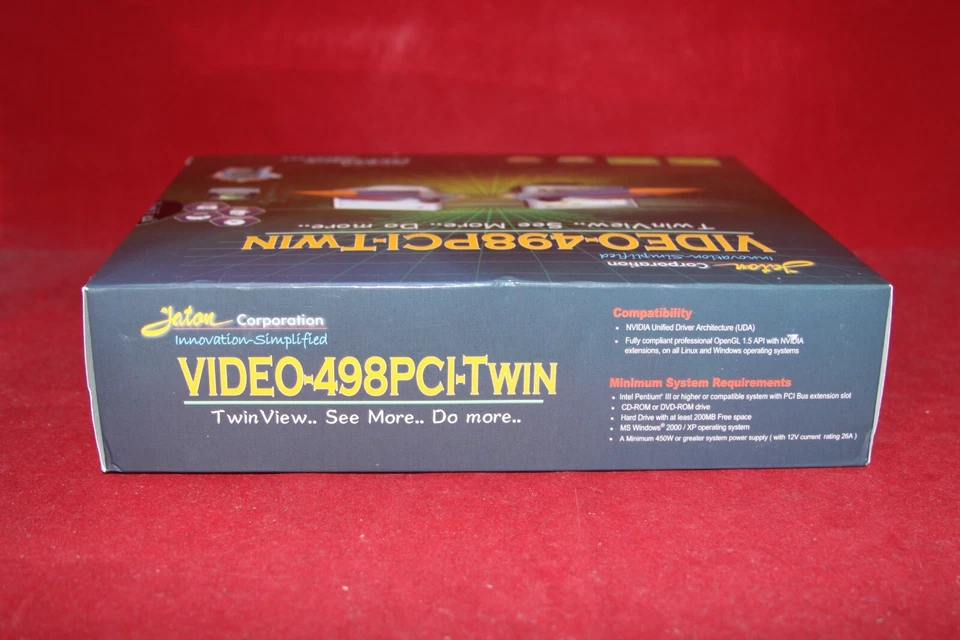 VIDEO-498PCI-TWIN
TwinView.. See More.. Do more..
Jaton Corporation
Innovation-Simplified
Jaton Corporation
Innovation-Simplified
VIDEO-498PCI-TWIN
TwinView.. See More.. Do more..
Compatibility
• NVIDIA Unified Driver Architecture (UDA)
• Fully compliant professional OpenGL 1.5 API with NVIDIA
extensions, on all Linux and Windows operating systems
Minimum System Requirements
• Intel Pentium® III or higher or compatible system with PCI Bus extension slot
• CD-ROM or DVD-ROM drive
• Hard Drive with at least 200MB Free space
• MS Windows® 2000 / XP operating system
• A Minimum 450W or greater system power supply ( with 12V current rating 26A )